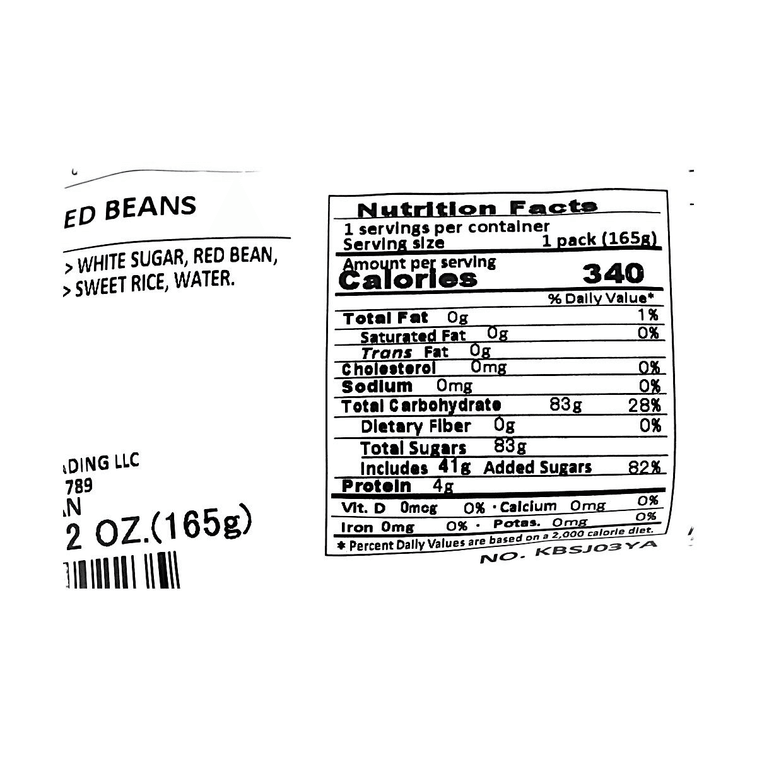 ED BEANS
> WHITE SUGAR, RED BEAN,
> SWEET RICE, WATER.
ADING LLC
789
AN
2 OZ.(165g)
Nutrition Facts
1 servings per container
Serving size 1 pack (165g)
Amount per serving
Calories 340
% Daily Value*
Total Fat 0g 1%
Saturated Fat 0g 0%
Trans Fat 0g
Cholesterol 0mg 0%
Sodium 0mg 0%
Total Carbohydrate 83g 28%
Dietary Fiber 0g 0%
Total Sugars 83g
Includes 41g Added Sugars 82%
Protein 4g
Vit. D 0mcg 0% · Calcium 0mg 0%
Iron 0mg 0% · Potas. 0mg 0%
* Percent Daily Values are based on a 2,000 calorie diet.
NO. KBSJ03YA